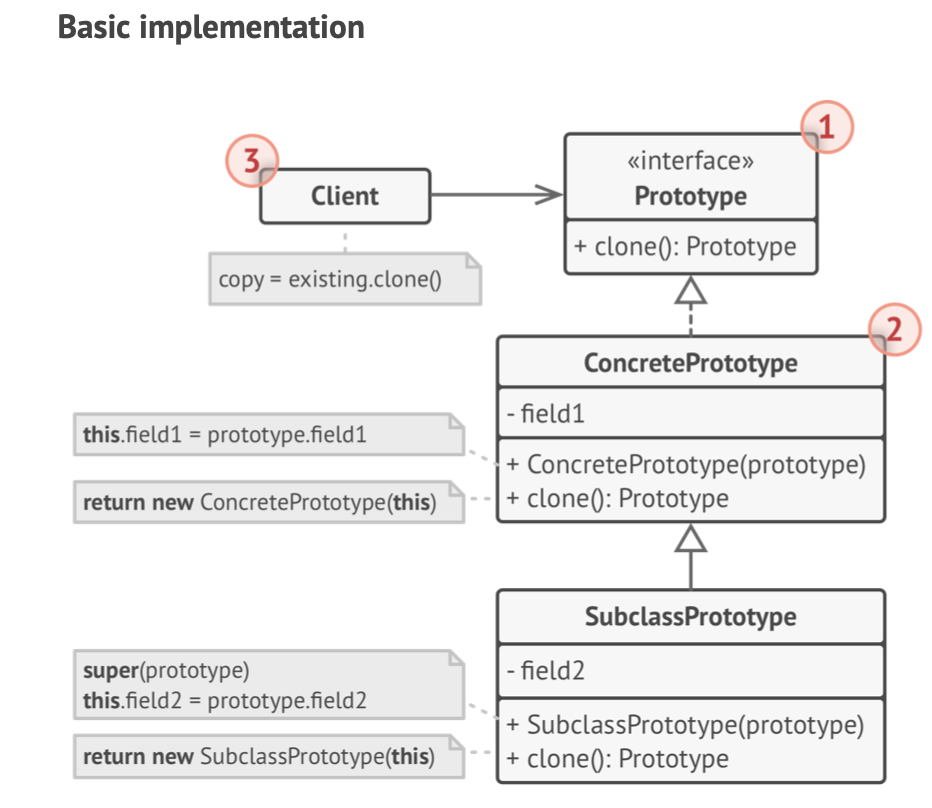 Basic implementation
1
«interface»
Prototype
+ clone(): Prototype
3
Client
copy = existing.clone()
2
ConcretePrototype
- field1
+ ConcretePrototype(prototype)
+ clone(): Prototype
this.field1 = prototype.field1
return new ConcretePrototype(this)
SubclassPrototype
- field2
+ SubclassPrototype(prototype)
+ clone(): Prototype
super(prototype)
this.field2 = prototype.field2
return new SubclassPrototype(this)